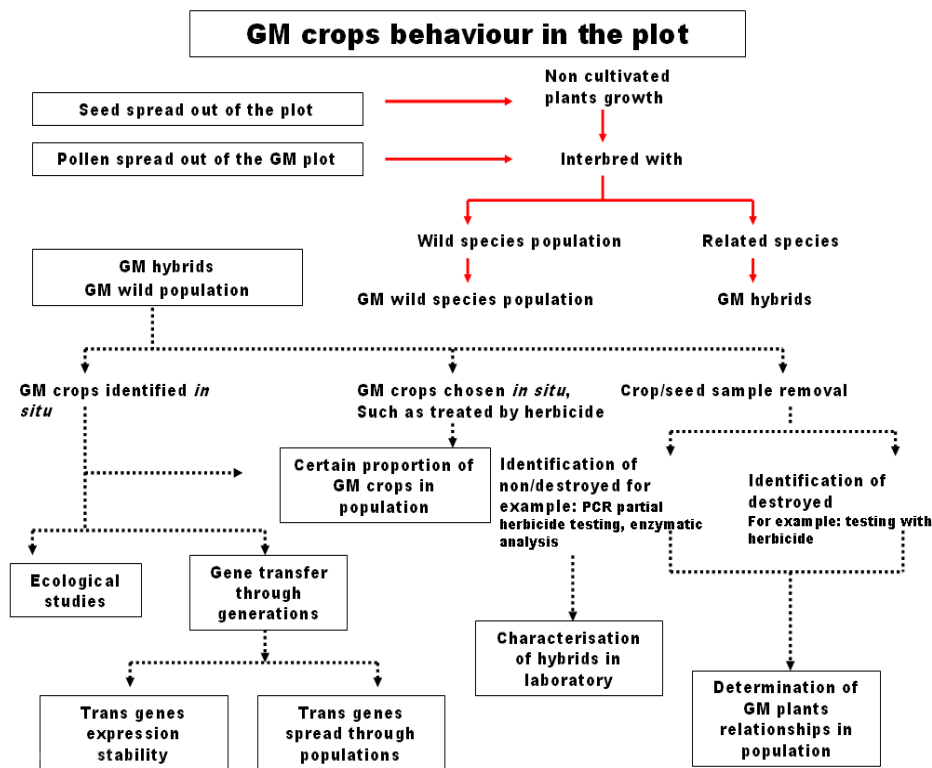 GM crops behaviour in the plot
Non cultivated
plants growth
Seed spread out of the plot
Pollen spread out of the GM plot
Interbred with
Wild species population
Related species
GM hybrids
GM wild population
GM wild species population
GM hybrids
GM crops identified in
situ
GM crops chosen in situ,
Such as treated by herbicide
Crop/seed sample removal
Certain proportion of
GM crops in
population
Identification of
non/destroyed for
example: PCR partial
herbicide testing, enzymatic
analysis
Identification of
destroyed
For example: testing with
herbicide
Ecological
studies
Gene transfer
through
generations
Characterisation
of hybrids in
laboratory
Trans genes
expression
stability
Trans genes
spread through
populations
Determination of
GM plants
relationships in
population